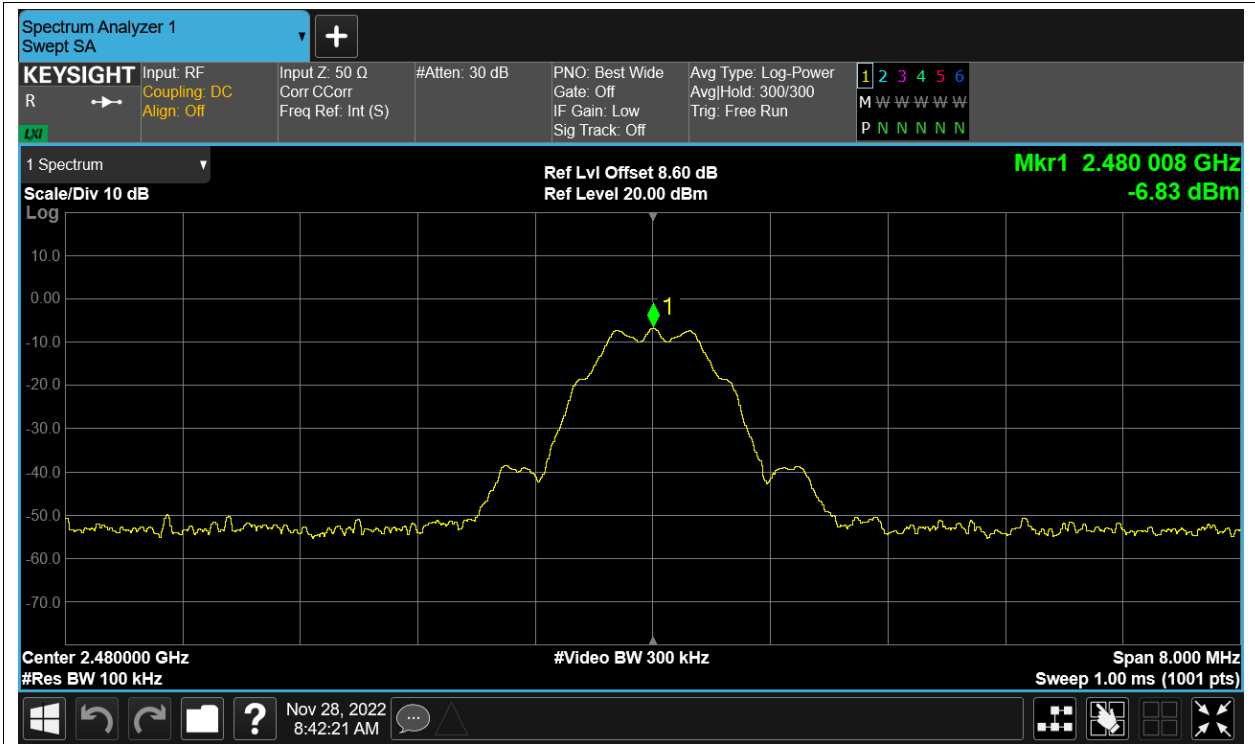 Spectrum Analyzer 1
Swept SA
KEYSIGHT
R
LXI
Input: RF
Coupling: DC
Align: Off
Input Z: 50 Ω
Corr CCorr
Freq Ref: Int (S)
#Atten: 30 dB
PNO: Best Wide
Gate: Off
IF Gain: Low
Sig Track: Off
Avg Type: Log-Power
Avg|Hold: 300/300
Trig: Free Run
1 2 3 4 5 6
M W W W W W
P N N N N N
1 Spectrum
Scale/Div 10 dB
Log
Ref Lvl Offset 8.60 dB
Ref Level 20.00 dBm
Mkr1 2.480 008 GHz
-6.83 dBm
10.0
0.00
1
-10.0
-20.0
-30.0
-40.0
-50.0
-60.0
-70.0
Center 2.480000 GHz
#Video BW 300 kHz
Span 8.000 MHz
#Res BW 100 kHz
Sweep 1.00 ms (1001 pts)
?
Nov 28, 2022
8:42:21 AM